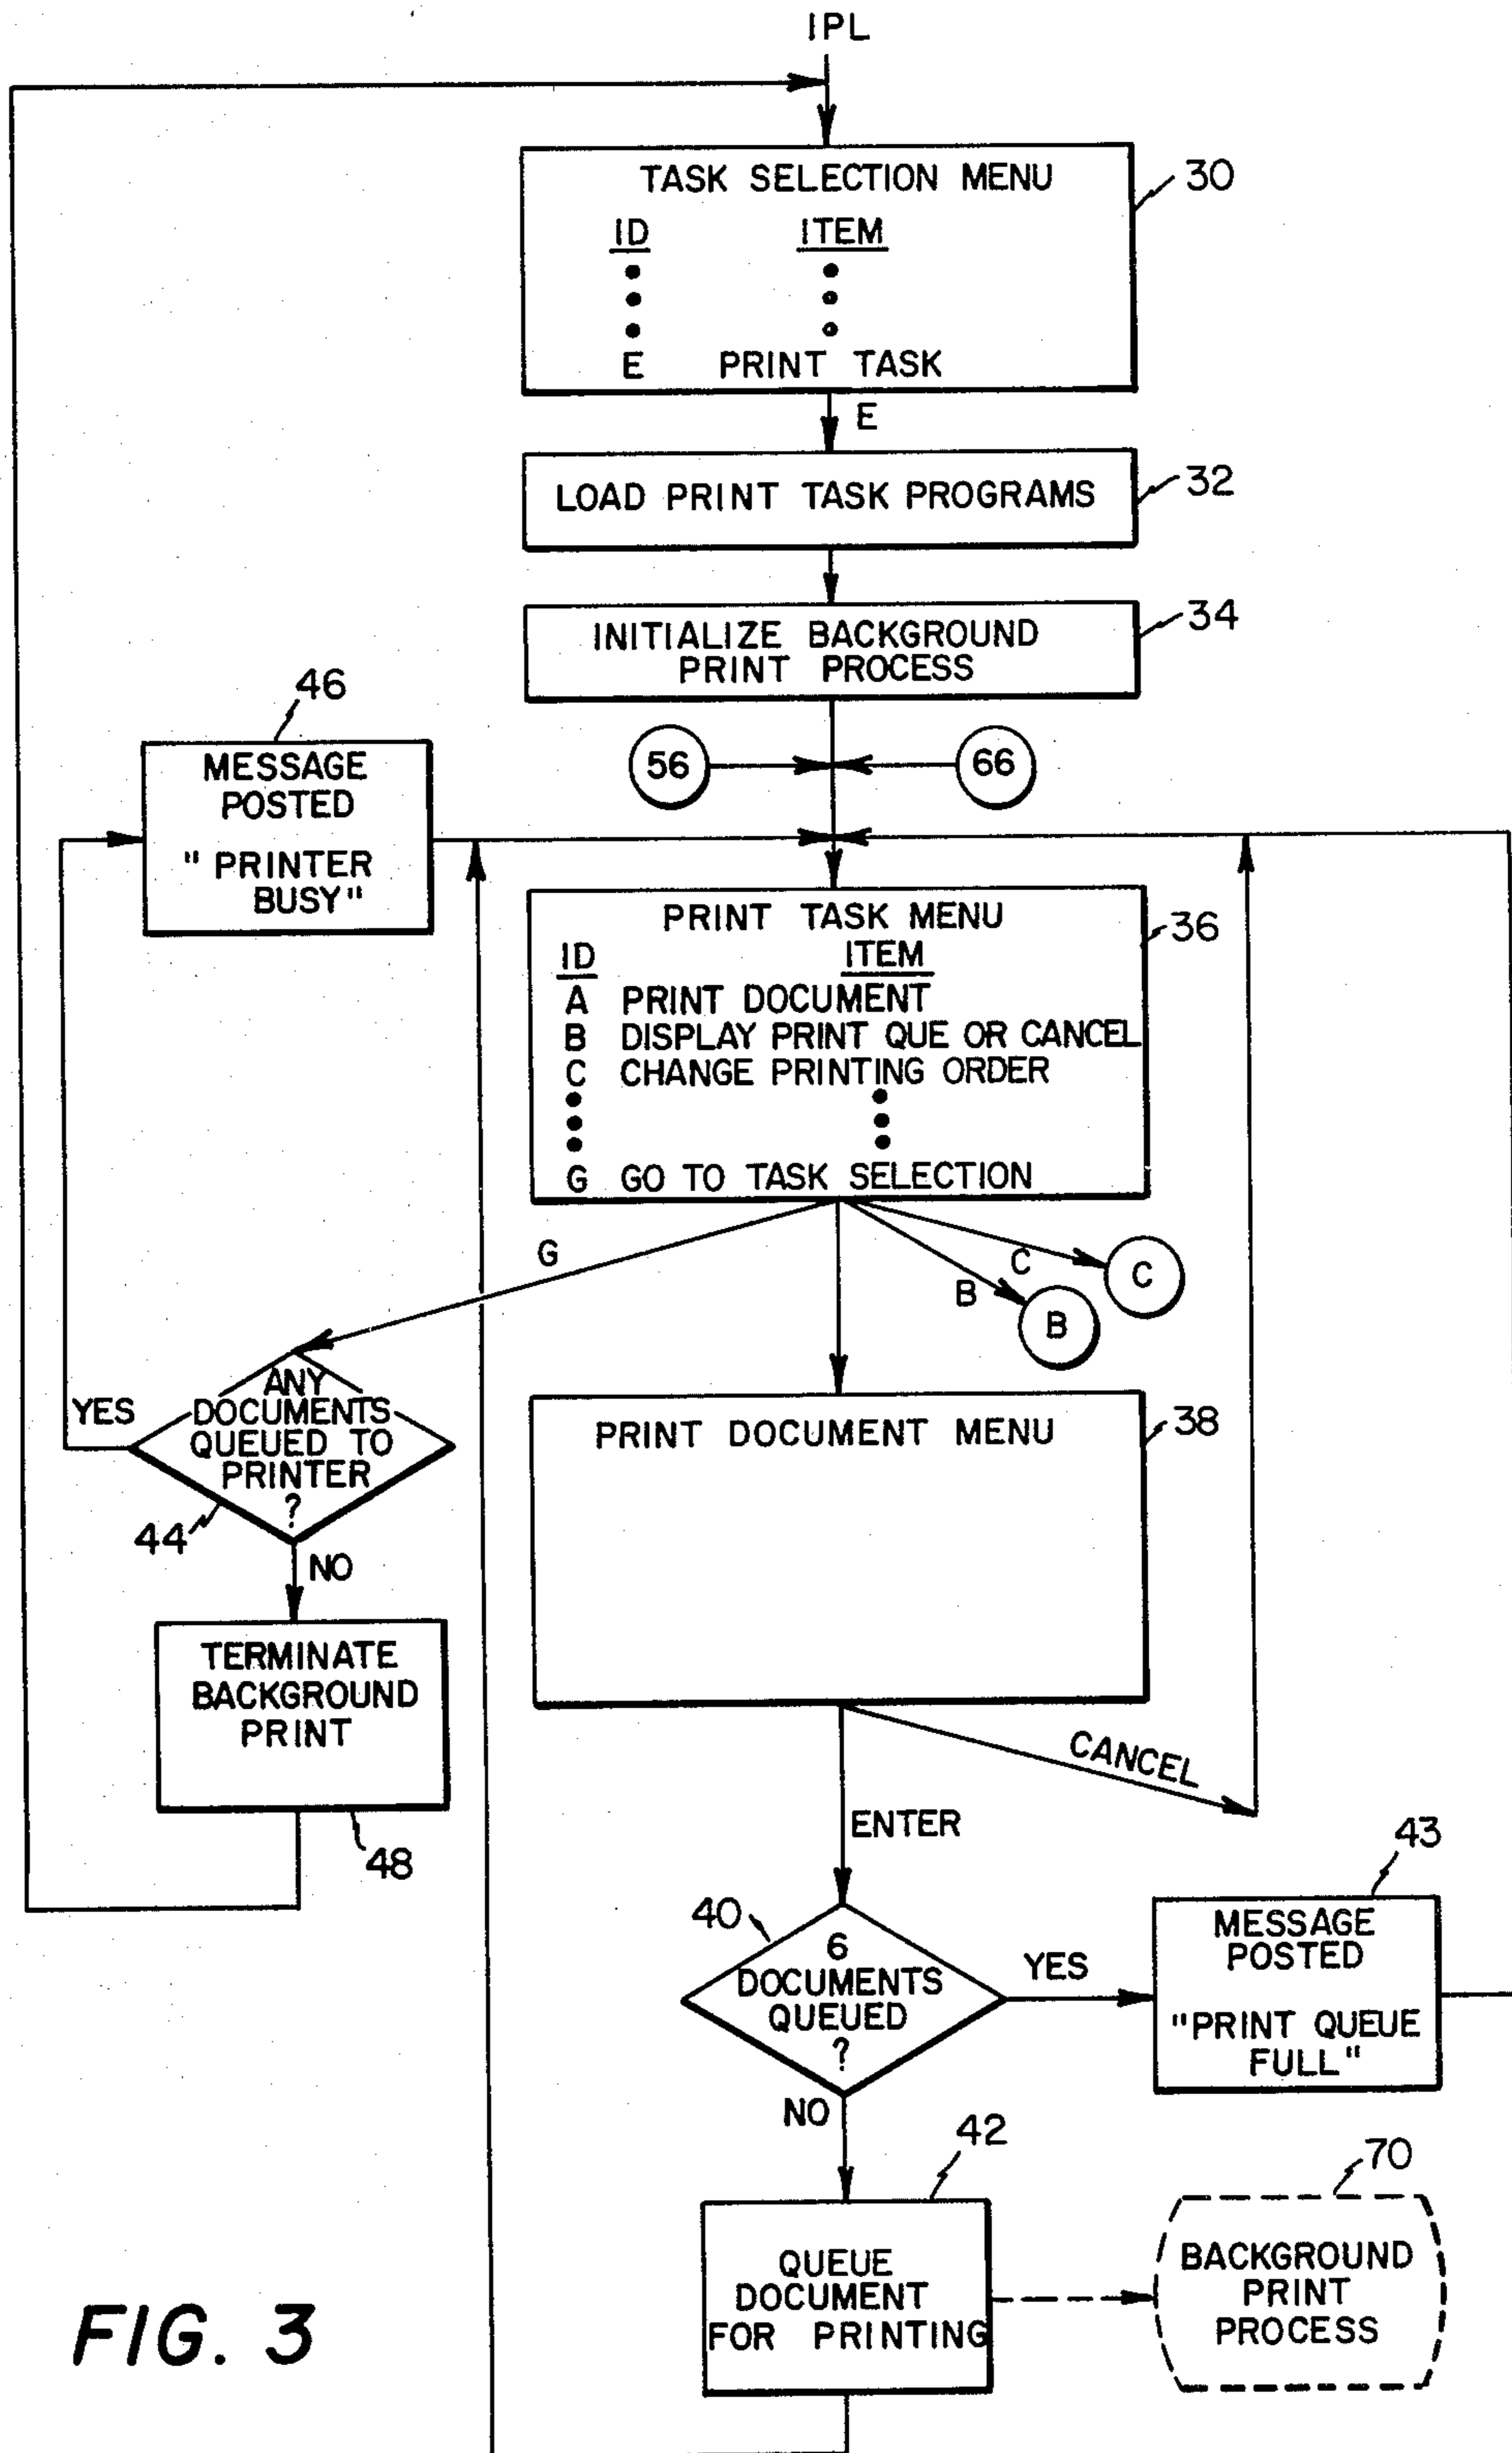 IPL
TASK SELECTION MENU
30
ID ITEM
E PRINT TASK
E
LOAD PRINT TASK PROGRAMS
32
INITIALIZE BACKGROUND
PRINT PROCESS
34
46
MESSAGE
POSTED
" PRINTER
BUSY"
56
66
PRINT TASK MENU
36
ID ITEM
A PRINT DOCUMENT
B DISPLAY PRINT QUE OR CANCEL
C CHANGE PRINTING ORDER
G GO TO TASK SELECTION
G
B
C
C
B
YES
ANY
DOCUMENTS
QUEUED TO
PRINTER
?
44
NO
PRINT DOCUMENT MENU
38
TERMINATE
BACKGROUND
PRINT
48
CANCEL
ENTER
40
6
DOCUMENTS
QUEUED
?
YES
43
MESSAGE
POSTED
"PRINT QUEUE
FULL"
NO
42
QUEUE
DOCUMENT
FOR PRINTING
70
BACKGROUND
PRINT
PROCESS
FIG. 3